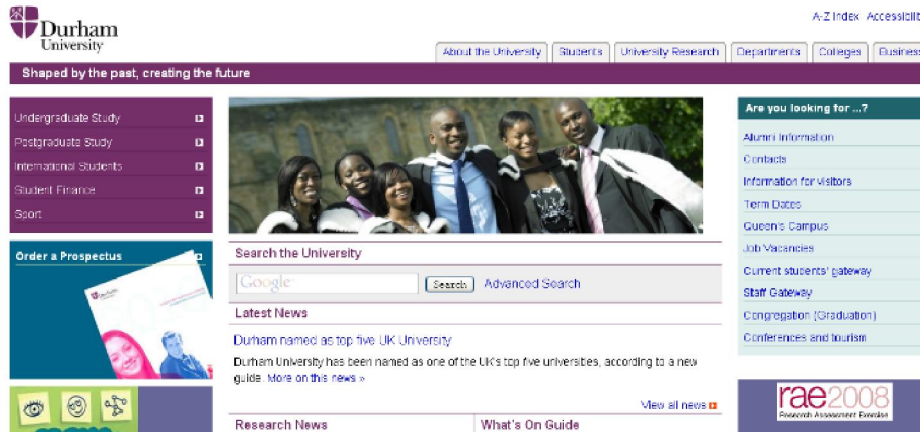 Durham
University
A-Z Index Accessibilit
About the University Students University Research Departments Colleges Business
Shaped by the past, creating the future
Undergraduate Study
Postgraduate Study
International Students
Student Finance
Sport
Order a Prospectus
Search the University
Google
Search Advanced Search
Latest News
Durham named as top five UK University
Durham University has been named as one of the UK's top five universities, according to a new
guide. More on this news »
View all news
Research News What's On Guide
Are you looking for ...?
Alumni Information
Contacts
Information for visitors
Term Dates
Queen's Campus
Job Vacancies
Current students' gateway
Staff Gateway
Congregation (Graduation)
Conferences and tourism
rae2008
Research Assessment Exercise